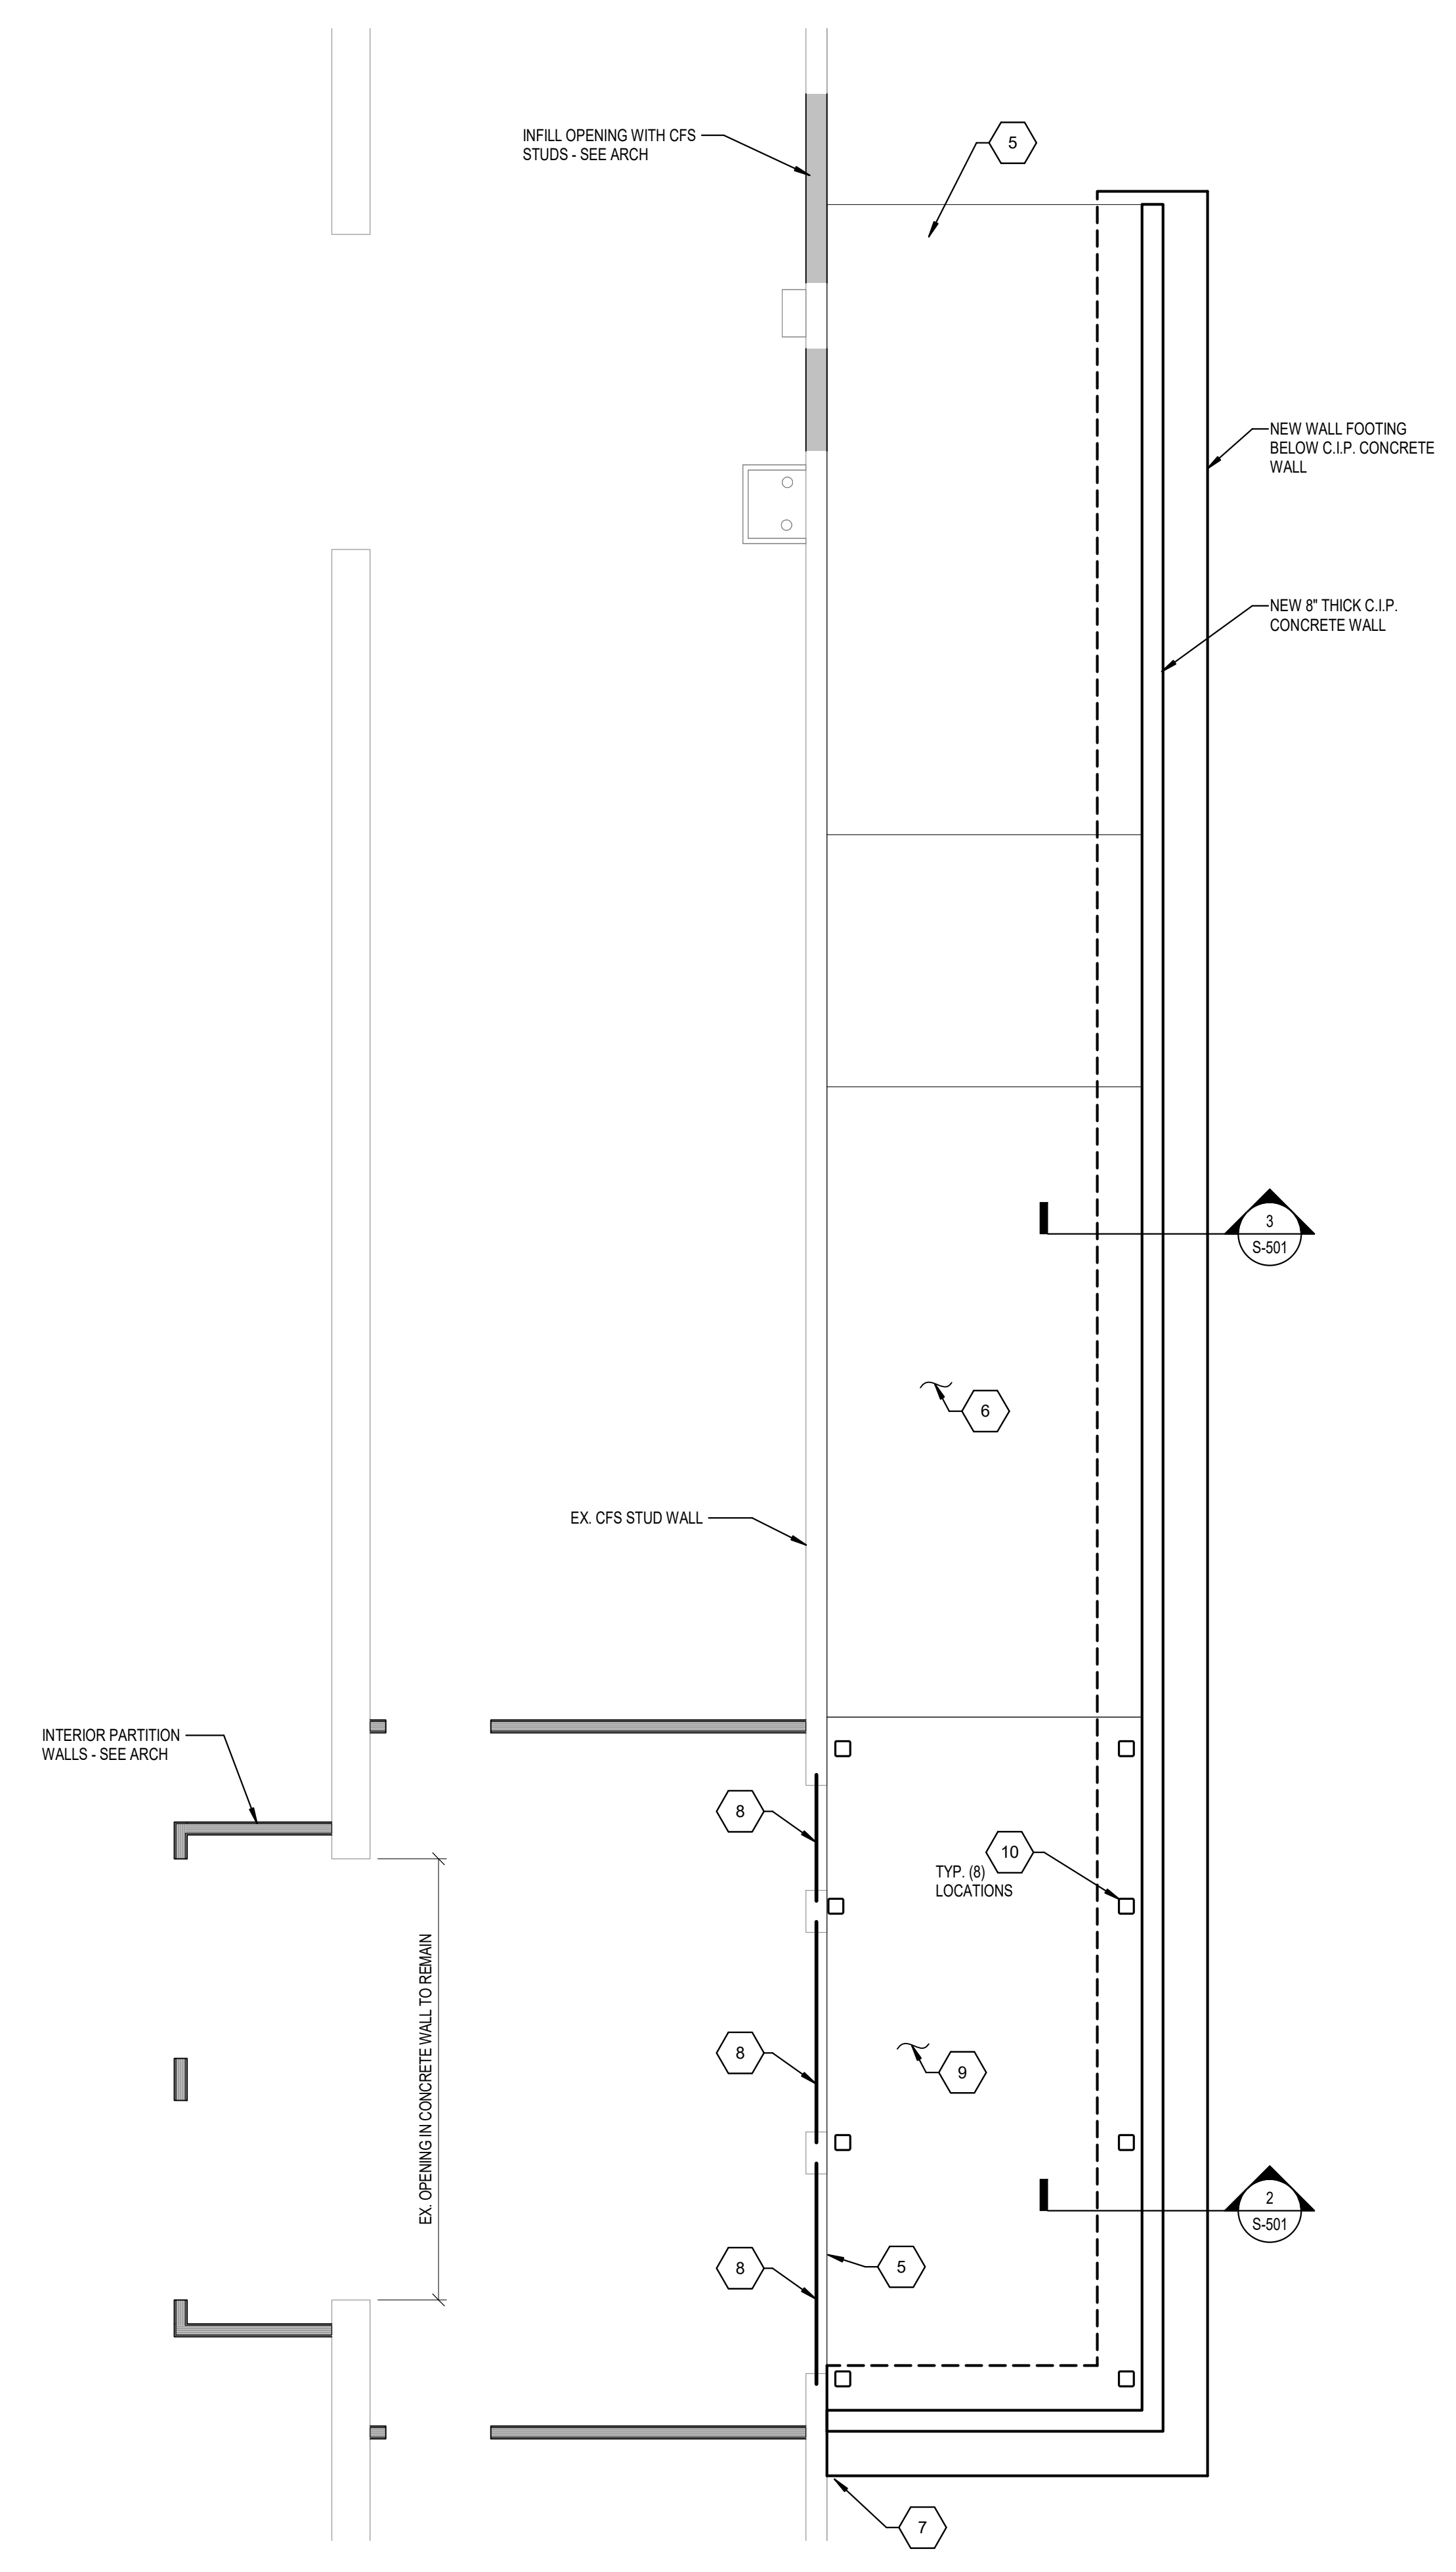 INFILL OPENING WITH CFS
STUDS - SEE ARCH
5
NEW WALL FOOTING
BELOW C.I.P. CONCRETE
WALL
NEW 8" THICK C.I.P.
CONCRETE WALL
3
S-501
6
EX. CFS STUD WALL
INTERIOR PARTITION
WALLS - SEE ARCH
8
10
TYP. (8)
LOCATIONS
EX. OPENING IN CONCRETE WALL TO REMAIN
8
9
2
S-501
8
5
7